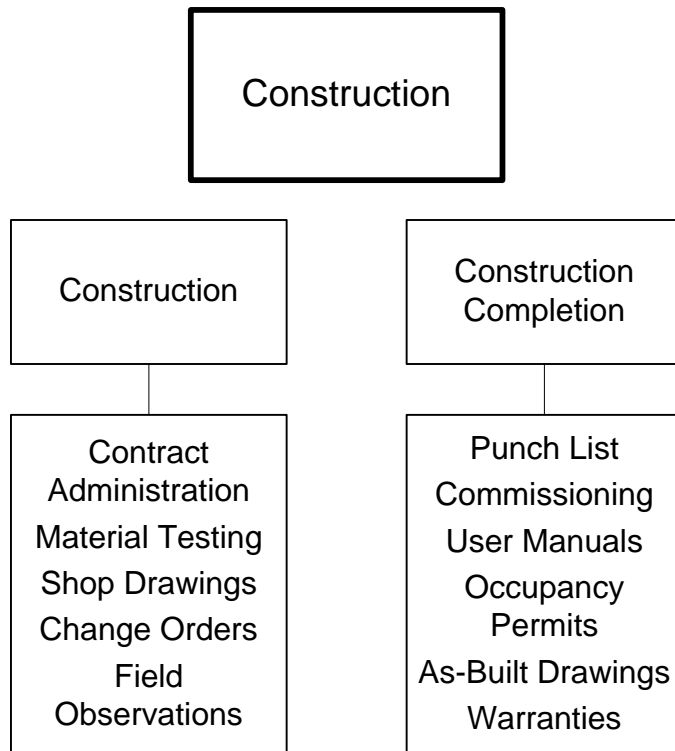 Construction
Construction
Construction
Completion
Contract
Administration
Material Testing
Shop Drawings
Change Orders
Field
Observations
Punch List
Commissioning
User Manuals
Occupancy
Permits
As-Built Drawings
Warranties